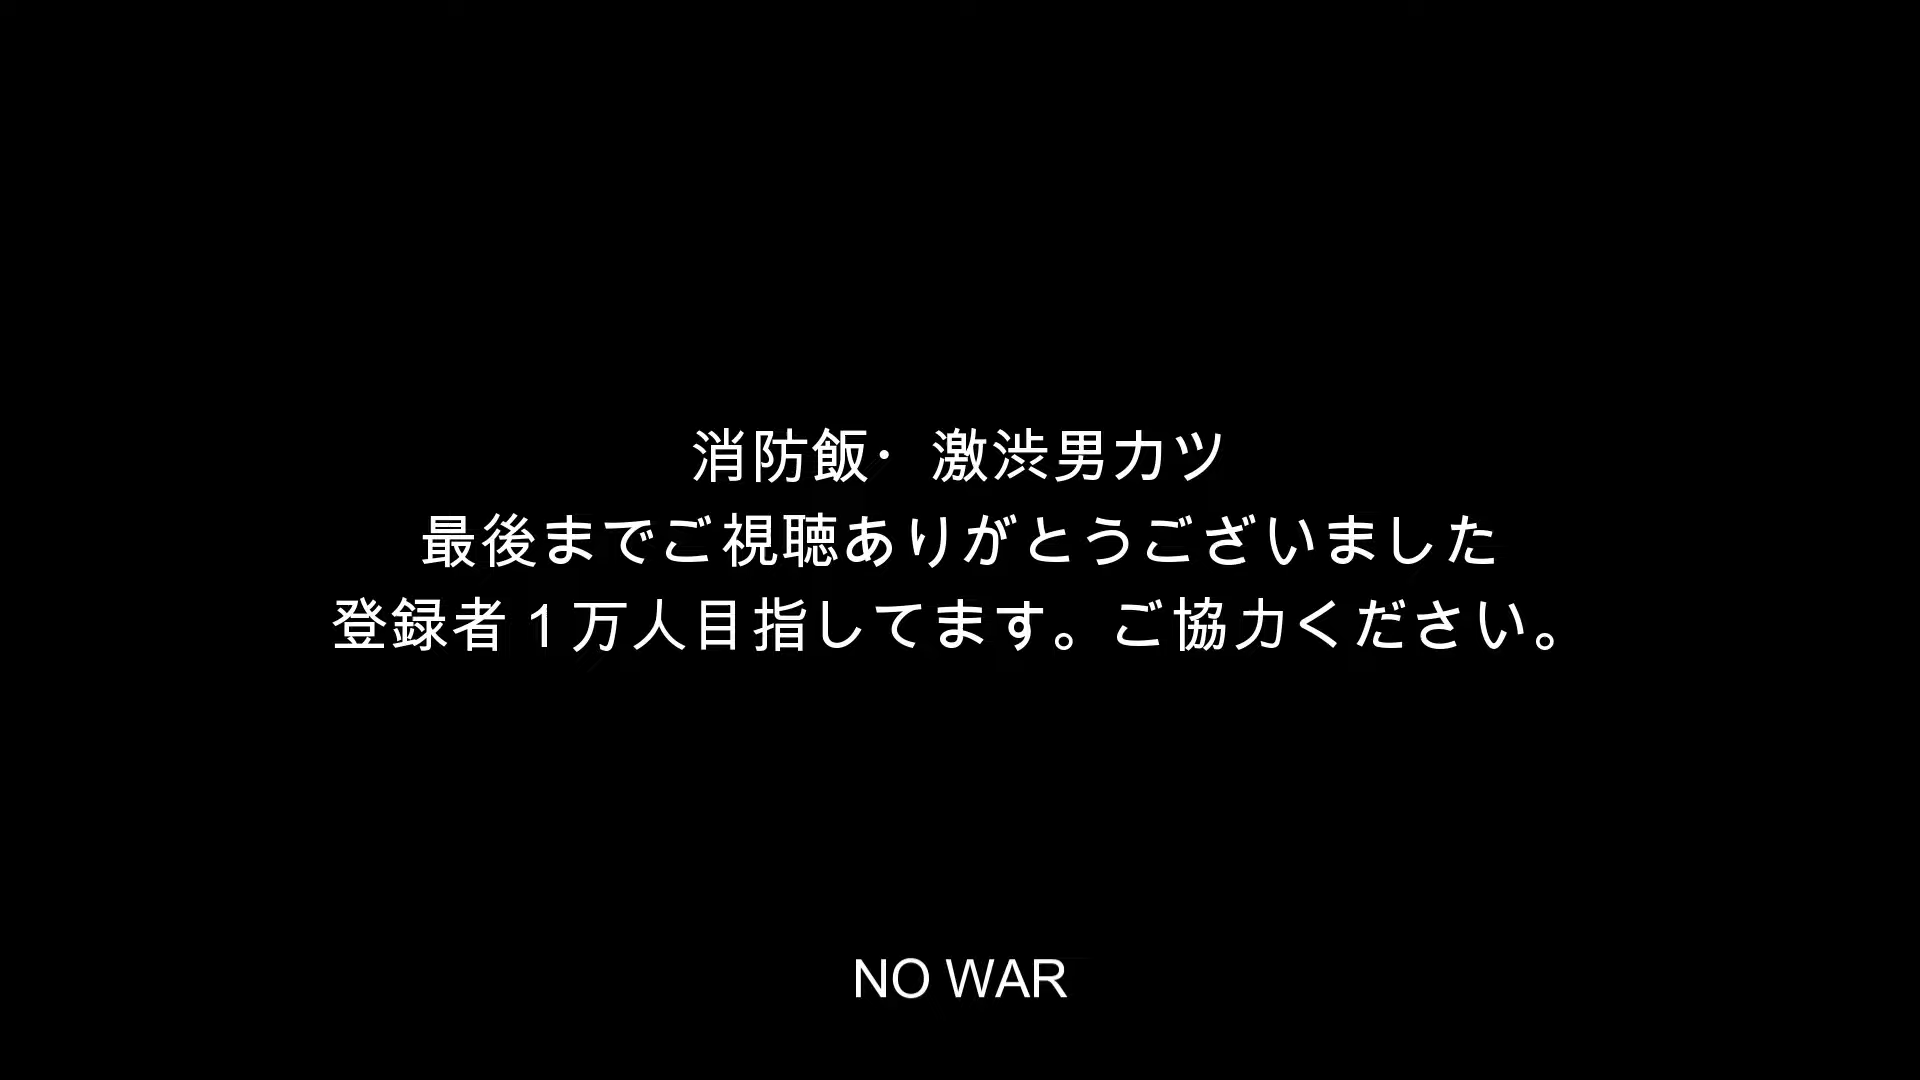 消防飯・激渋男カツ
最後までご視聴ありがとうございました
登録者１万人目指してます。ご協力ください。
NO WAR